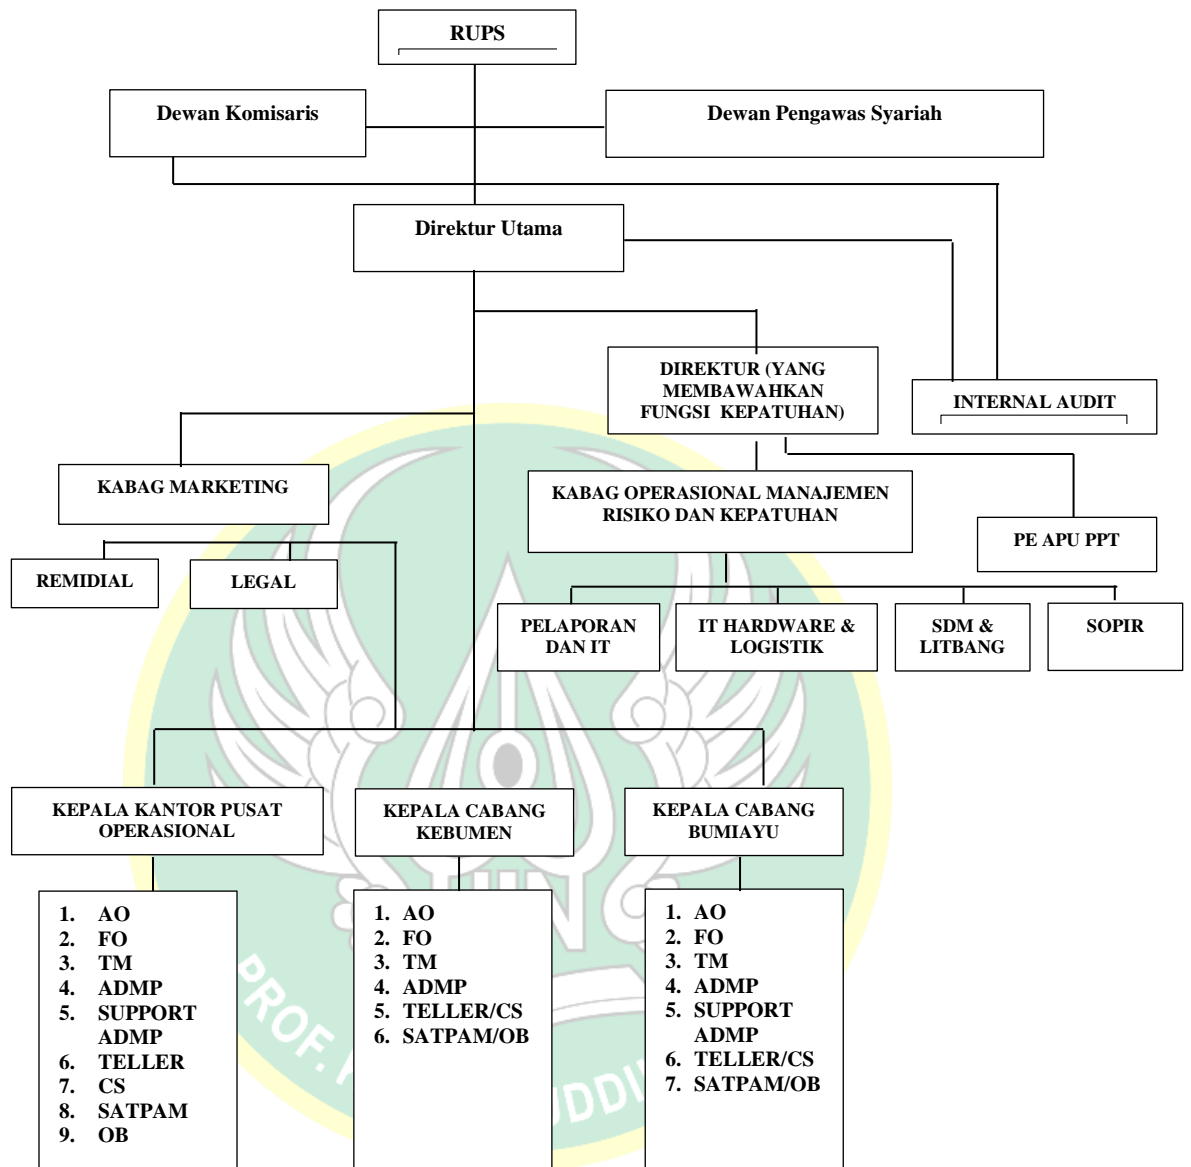 RUPS
Dewan Komisaris
Dewan Pengawas Syariah
Direktur Utama
DIREKTUR (YANG
MEMBAWAHKAN
FUNGSI KEPATUHAN)
INTERNAL AUDIT
KABAG MARKETING
KABAG OPERASIONAL MANAJEMEN
RISIKO DAN KEPATUHAN
PE APU PPT
REMIDIAL
LEGAL
PELAPORAN
DAN IT
IT HARDWARE &
LOGISTIK
SDM &
LITBANG
SOPIR
KEPALA KANTOR PUSAT
OPERASIONAL
KEPALA CABANG
KEBUMEN
KEPALA CABANG
BUMIAYU
1. AO
2. FO
3. TM
4. ADMP
5. SUPPORT
ADMP
6. TELLER
7. CS
8. SATPAM
9. OB
1. AO
2. FO
3. TM
4. ADMP
5. TELLER/CS
6. SATPAM/OB
1. AO
2. FO
3. TM
4. ADMP
5. SUPPORT
ADMP
6. TELLER/CS
7. SATPAM/OB
PROF.